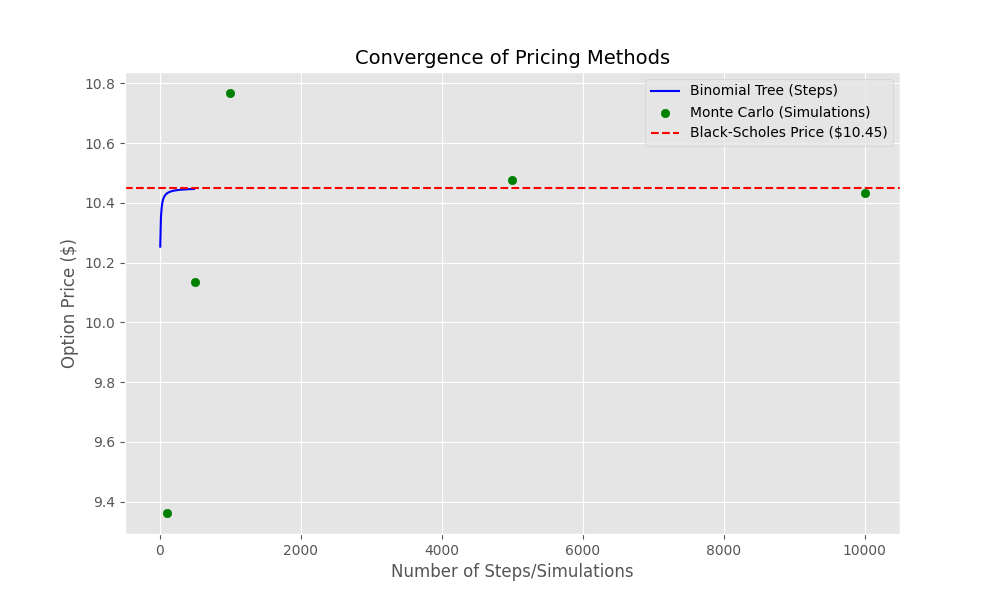 Convergence of Pricing Methods
Binomial Tree (Steps)
Monte Carlo (Simulations)
Black-Scholes Price ($10.45)
Option Price ($)
10.8
10.6
10.4
10.2
10.0
9.8
9.6
9.4
0 2000 4000 6000 8000 10000
Number of Steps/Simulations